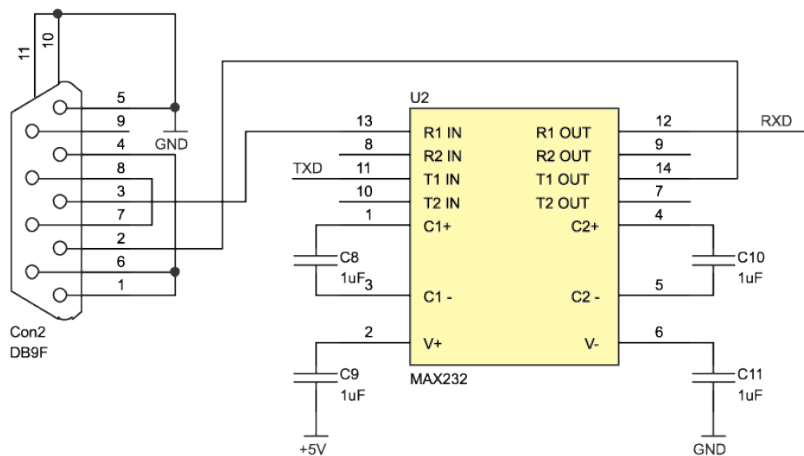 11
10
5
9
GND
4
8
3
7
2
6
1
Con2
DB9F
U2
13 R1 IN R1 OUT 12 RXD
8 R2 IN R2 OUT 9
TXD 11 T1 IN T1 OUT 14
10 T2 IN T2 OUT 7
1 C1+ C2+ 4
C8
1uF
C10
1uF
3 C1 - C2 - 5
2 V+ V- 6
C9
1uF
MAX232
C11
1uF
+5V
GND